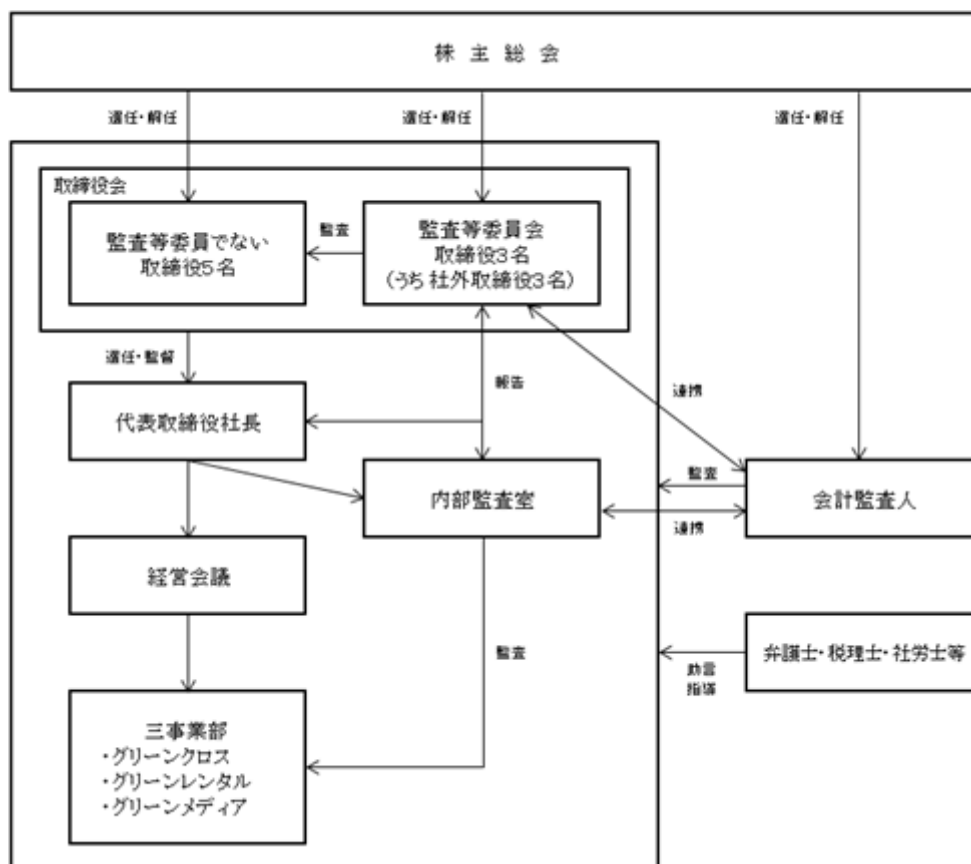 株主総会
選任・解任
選任・解任
選任・解任
取締役会
監査等委員でない
取締役5名
監査
監査等委員会
取締役3名
(うち社外取締役3名)
選任・監督
報告
連携
代表取締役社長
内部監査室
監査
連携
会計監査人
経営会議
監査
助言
指導
弁護士・税理士・社労士等
三事業部
・グリーンクロス
・グリーンレンタル
・グリーンメディア